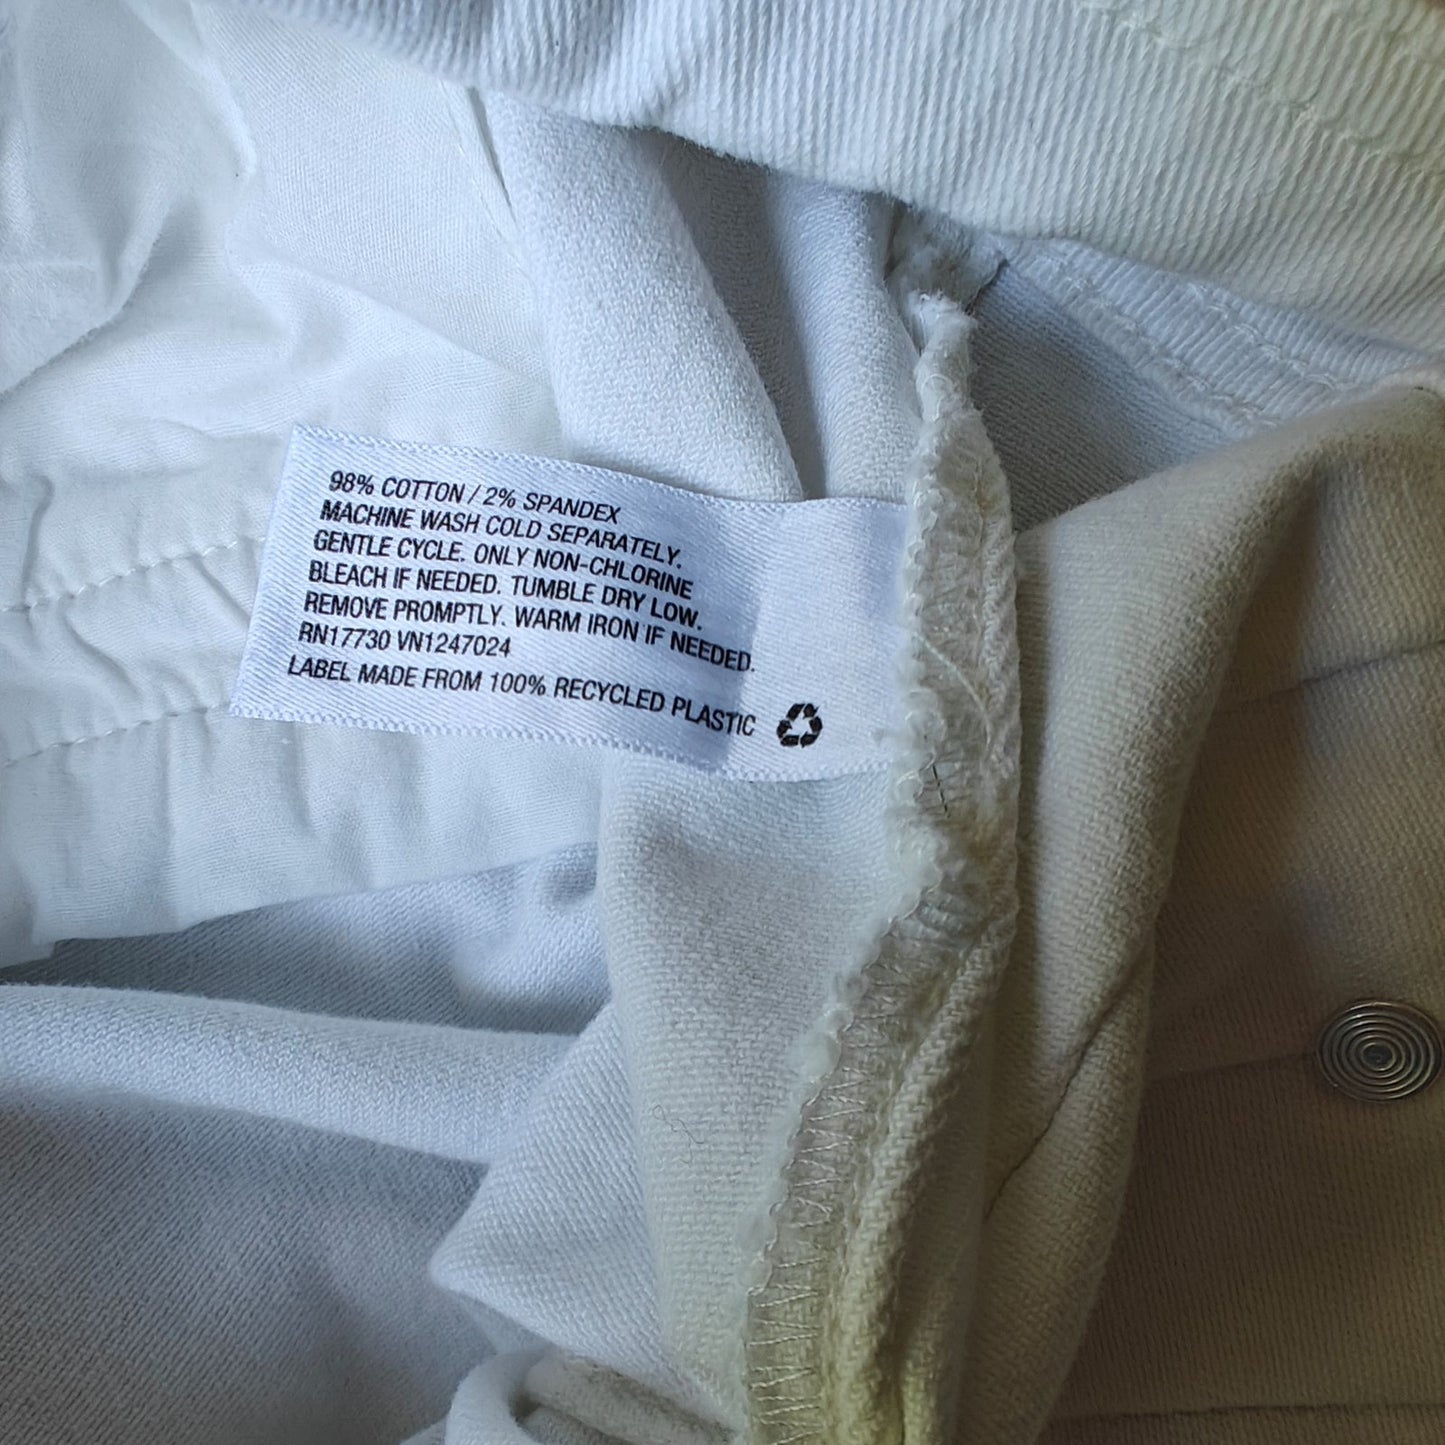 98% COTTON / 2% SPANDEX
MACHINE WASH COLD SEPARATELY.
GENTLE CYCLE. ONLY NON-CHLORINE
BLEACH IF NEEDED. TUMBLE DRY LOW.
REMOVE PROMPTLY. WARM IRON IF NEEDED.
RN17730 VN1247024
LABEL MADE FROM 100% RECYCLED PLASTIC